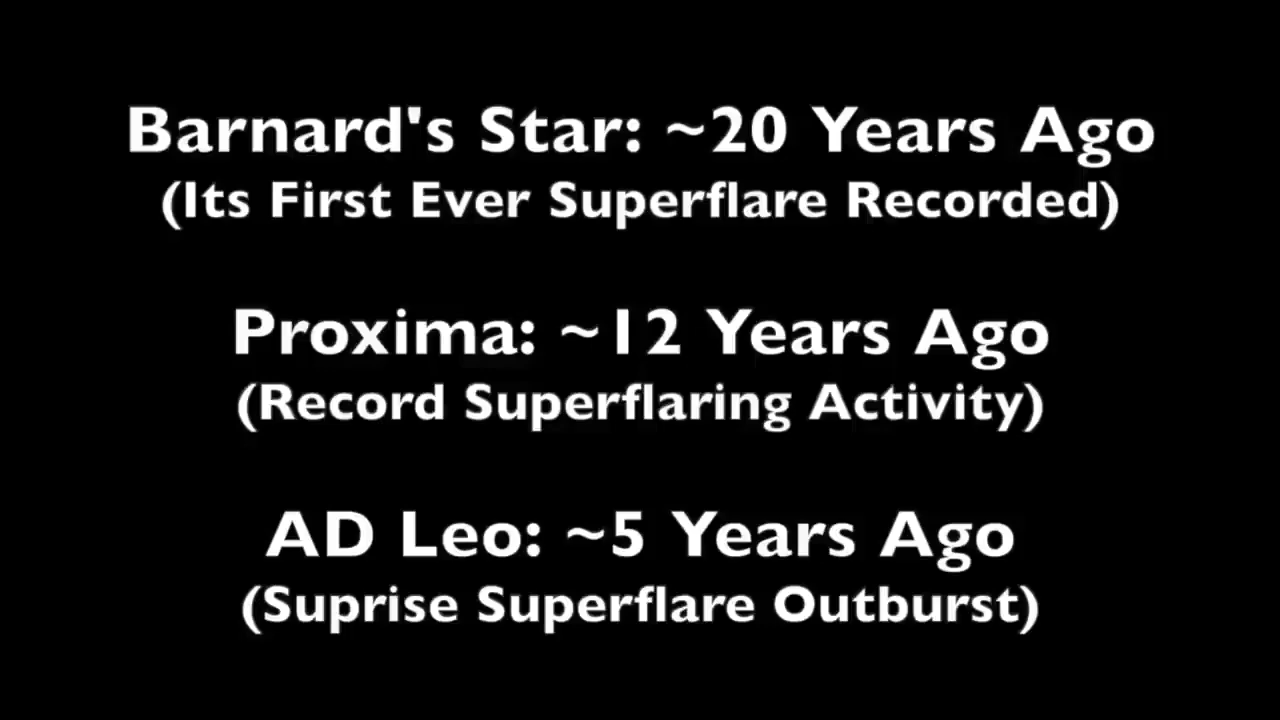 Barnard's Star: ~20 Years Ago
(Its First Ever Superflare Recorded)
Proxima: ~12 Years Ago
(Record Superflaring Activity)
AD Leo: ~5 Years Ago
(Suprise Superflare Outburst)